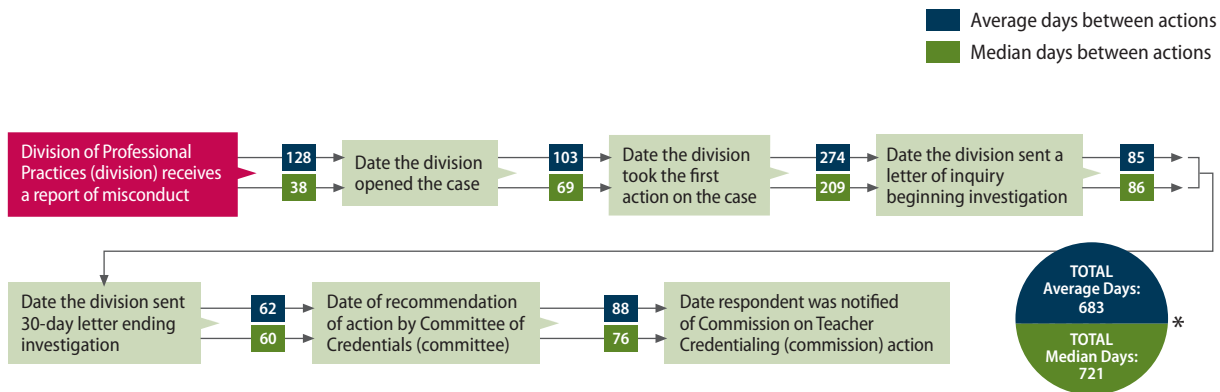 Average days between actions
Median days between actions
Division of Professional
Practices (division) receives
a report of misconduct
128
38
Date the division
opened the case
103
69
Date the division
took the first
action on the case
274
209
Date the division sent a
letter of inquiry
beginning investigation
85
86
Date the division sent
30-day letter ending
investigation
62
60
Date of recommendation
of action by Committee of
Credentials (committee)
88
76
Date respondent was notified
of Commission on Teacher
Credentialing (commission) action
TOTAL
Average Days:
683
TOTAL
Median Days:
721
*